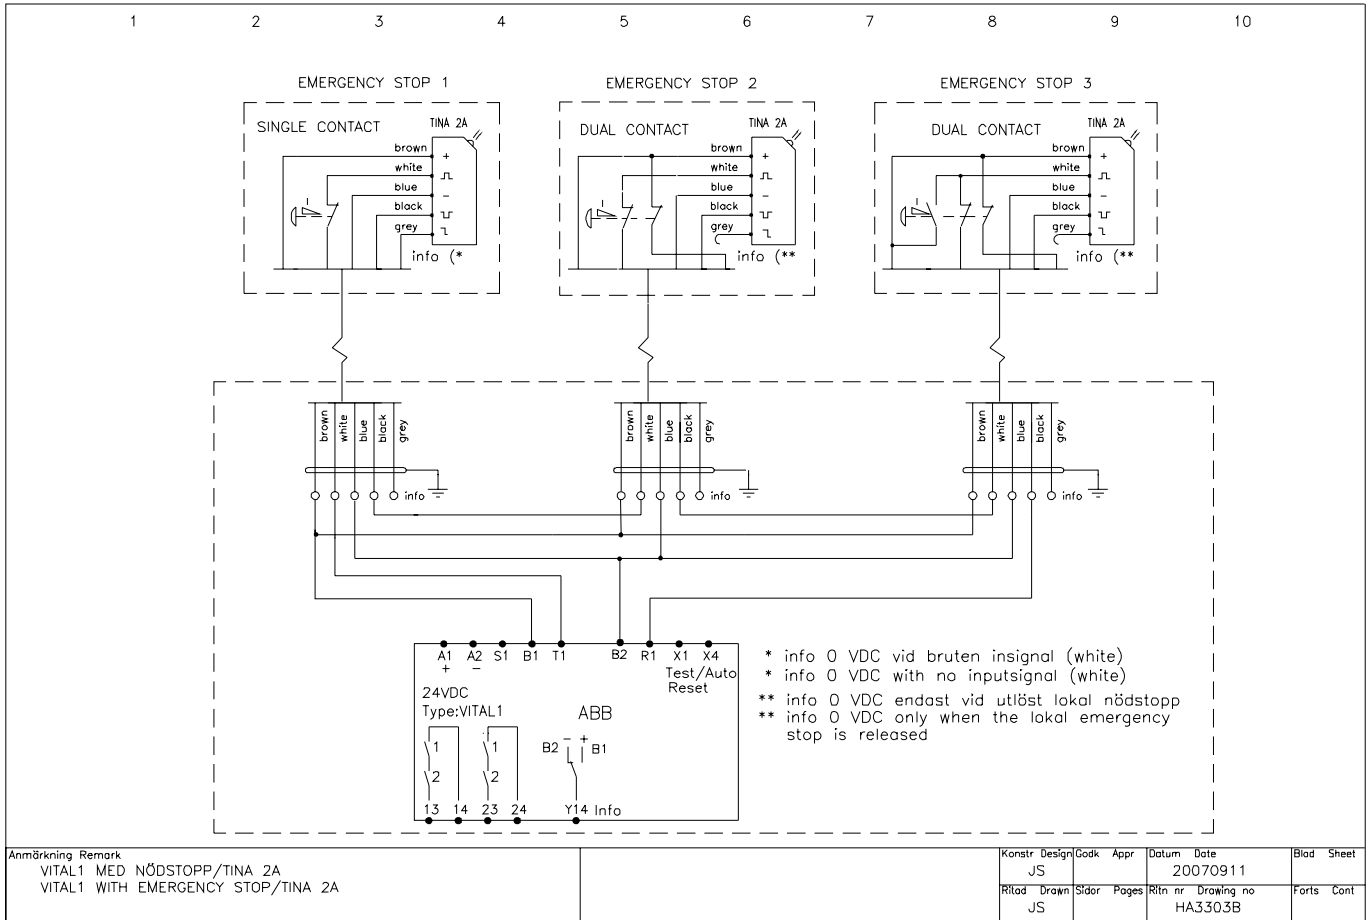 1 2 3 4 5 6 7 8 9 10
EMERGENCY STOP 1
SINGLE CONTACT
TINA 2A
brown +
white
blue -
black
grey
info (*
EMERGENCY STOP 2
DUAL CONTACT
TINA 2A
brown +
white
blue -
black
grey
info (**
EMERGENCY STOP 3
DUAL CONTACT
TINA 2A
brown +
white
blue -
black
grey
info (**
brown
white
blue
black
grey
info
brown
white
blue
black
grey
info
brown
white
blue
black
grey
info
A1 A2 S1 B1 T1 B2 R1 X1 X4
+ -
Test/Auto
Reset
24VDC
Type:VITAL1
ABB
B2 - + B1
1 1
2 2
13 14 23 24 Y14 Info
* info 0 VDC vid bruten insignal (white)
* info 0 VDC with no inputsignal (white)
** info 0 VDC endast vid utlöst lokal nödstopp
** info 0 VDC only when the lokal emergency
stop is released
Anmärkning Remark
VITAL1 MED NÖDSTOPP/TINA 2A
VITAL1 WITH EMERGENCY STOP/TINA 2A
Konstr Design Godk Appr Datum Date Blad Sheet
JS 20070911
Ritad Drawn Sidor Pages Ritn nr Drawing no Forts Cont
JS HA3303B